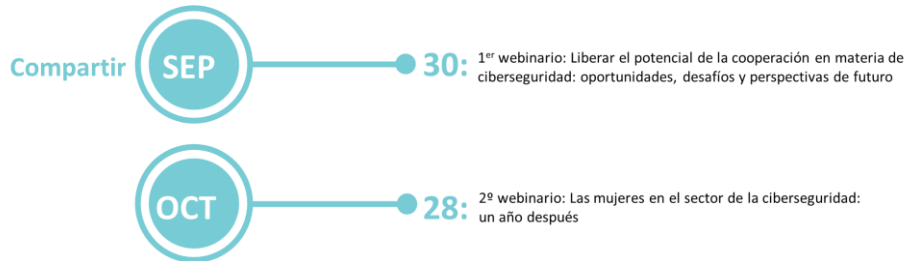 Compartir
SEP
30:
1er webinario: Liberar el potencial de la cooperación en materia de
ciberseguridad: oportunidades, desafíos y perspectivas de futuro
OCT
28:
2º webinario: Las mujeres en el sector de la ciberseguridad:
un año después